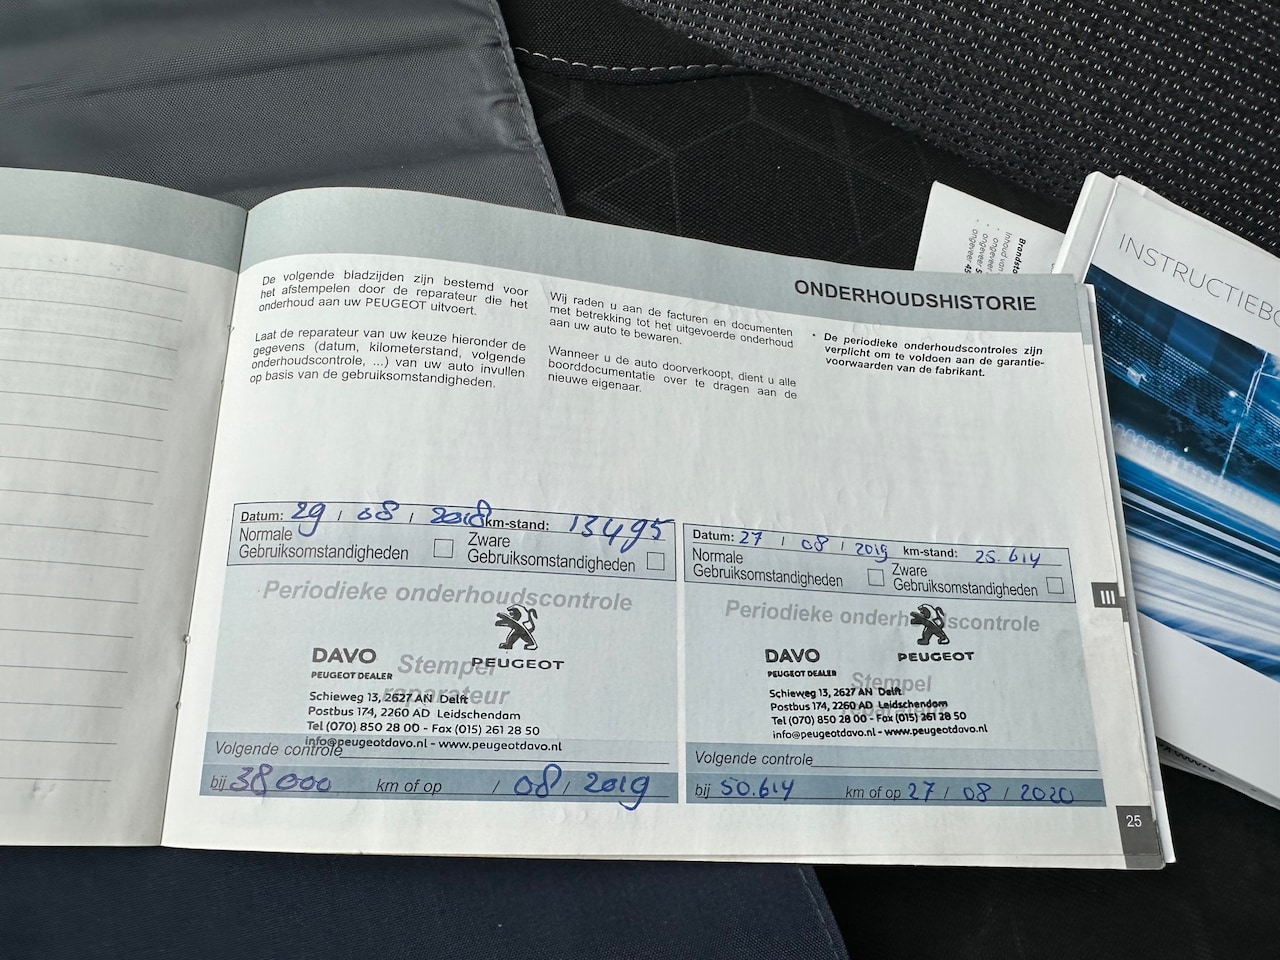 ONDERHOUDSHISTORIE
De volgende bladzijden zijn bestemd voor
het afstempelen door de reparateur die het
onderhoud aan uw PEUGEOT uitvoert.
Laat de reparateur van uw keuze hieronder de
gegevens (datum, kilometerstand, volgende
onderhoudscontrole, ...) van uw auto invullen
op basis van de gebruiksomstandigheden.
Wij raden u aan de facturen en documenten
met betrekking tot het uitgevoerde onderhoud
aan uw auto te bewaren.
Wanneer u de auto doorverkoopt, dient u alle
boorddocumentatie over te dragen aan de
nieuwe eigenaar.
• De periodieke onderhoudscontroles zijn
verplicht om te voldoen aan de garantie-
voorwaarden van de fabrikant.
Datum: 29 / 08 / 2018 km-stand: 13495
Normale
Gebruiksomstandigheden
Zware
Gebruiksomstandigheden
Periodieke onderhoudscontrole
Stempel
reparateur
PEUGEOT
DAVO
PEUGEOT DEALER
Schieweg 13, 2627 AN Delft
Postbus 174, 2260 AD Leidschendam
Tel (070) 850 28 00 - Fax (015) 261 28 50
info@peugeotdavo.nl - www.peugeotdavo.nl
Volgende controle
bij 38000 km of op / 08 / 2019
Datum: 27 / 08 / 2019 km-stand: 25.614
Normale
Gebruiksomstandigheden
Zware
Gebruiksomstandigheden
Periodieke onderhoudscontrole
Stempel
reparateur
PEUGEOT
DAVO
PEUGEOT DEALER
Schieweg 13, 2627 AN Delft
Postbus 174, 2260 AD Leidschendam
Tel (070) 850 28 00 - Fax (015) 261 28 50
info@peugeotdavo.nl - www.peugeotdavo.nl
Volgende controle
bij 50.614 km of op 27 / 08 / 2020
III
25
INSTRUCTIEBO
Inhoud van
ongeveer
ongeveer 45